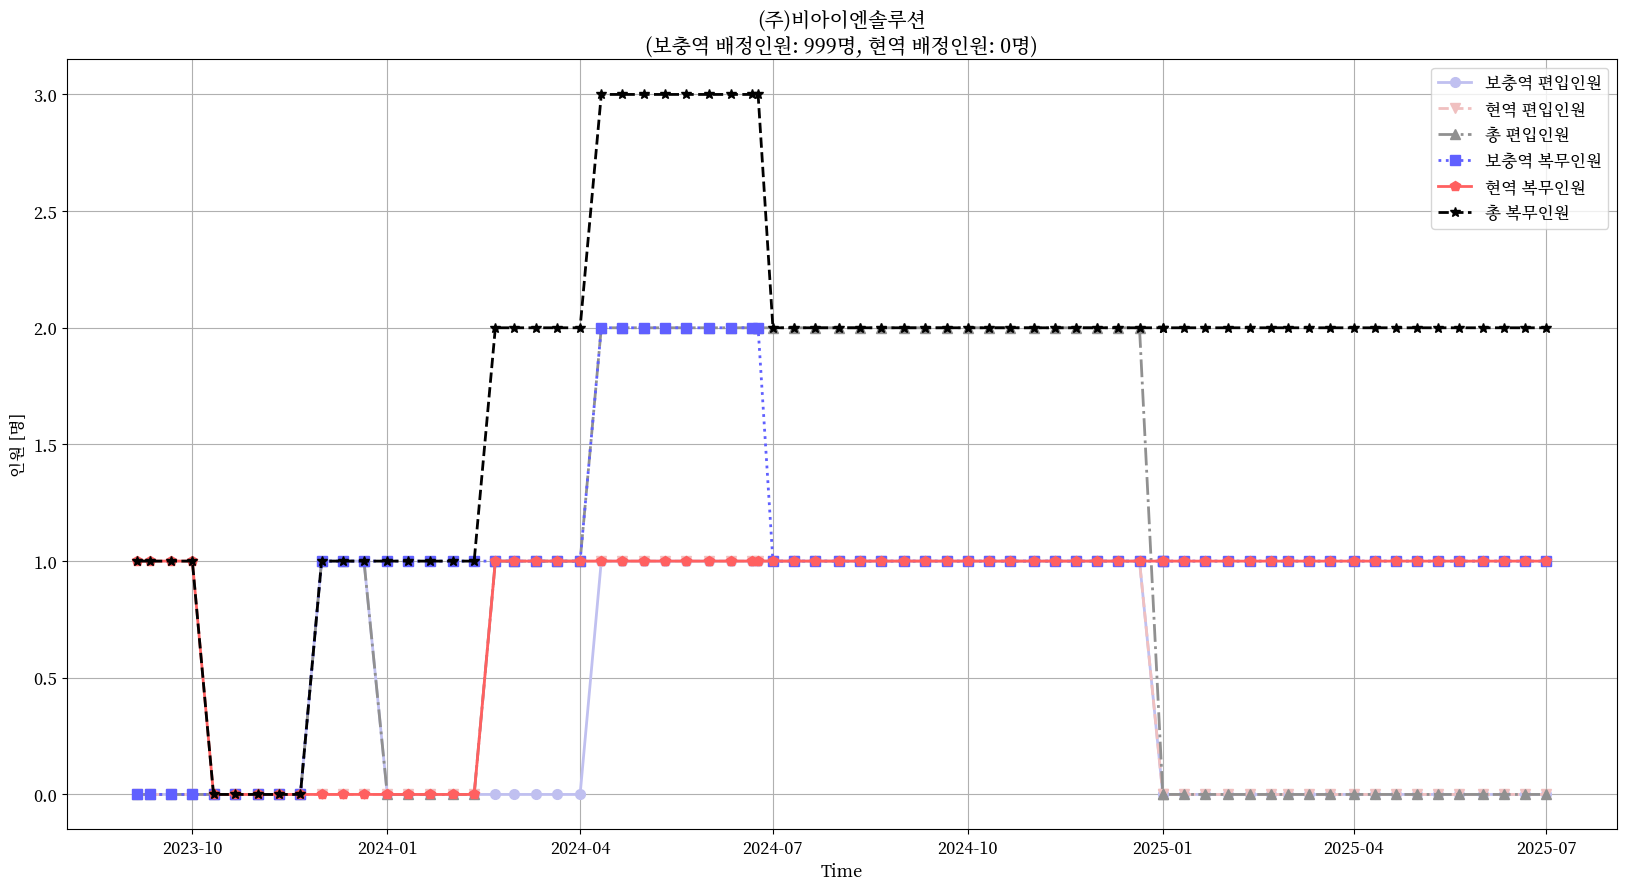 (주)비아이엔솔루션
(보충역 배정인원: 999명, 현역 배정인원: 0명)
보충역 편입인원
현역 편입인원
총 편입인원
보충역 복무인원
현역 복무인원
총 복무인원
인원 [명]
3.0
2.5
2.0
1.5
1.0
0.5
0.0
2023-10
2024-01
2024-04
2024-07
2024-10
2025-01
2025-04
2025-07
Time